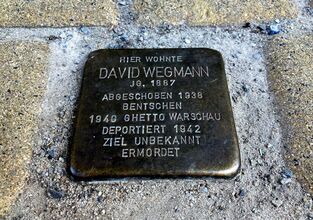 HIER WOHNTE
DAVID WEGMANN
JG. 1867
ABGESCHOBEN 1938
BENTSCHEN
1940 GHETTO WARSCHAU
DEPORTIERT 1942
ZIEL UNBEKANNT
ERMORDET